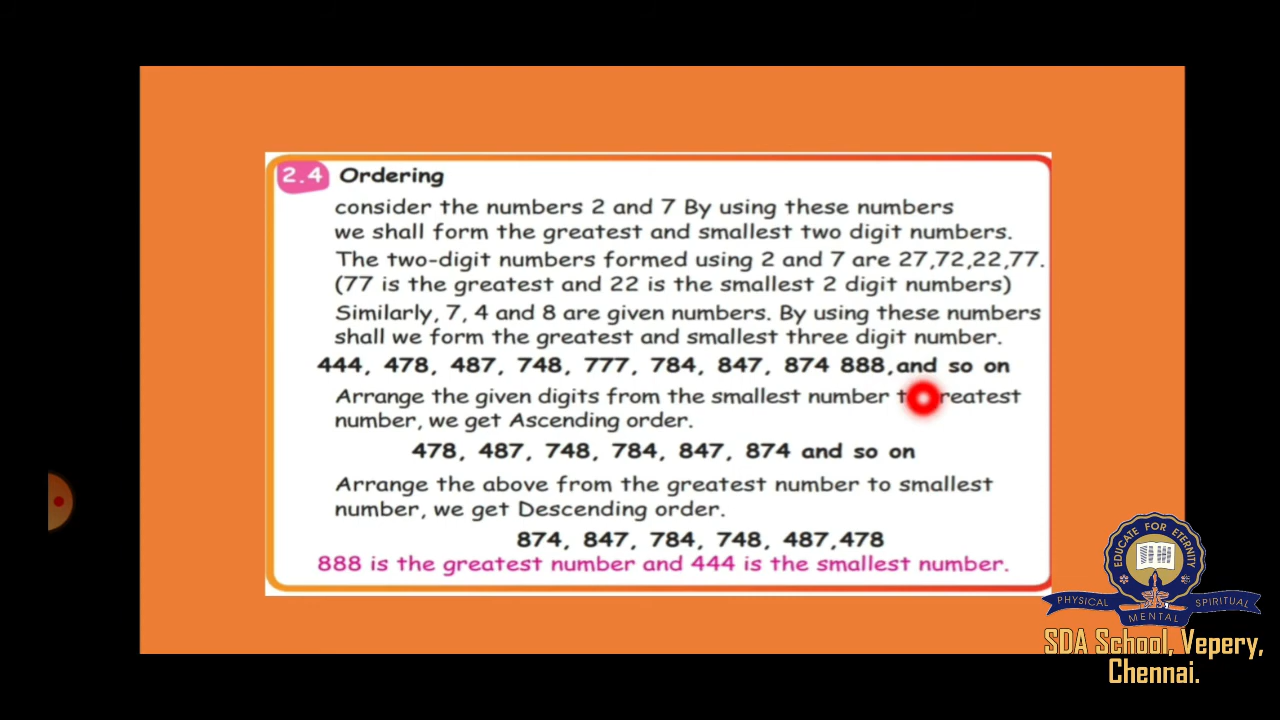 2.4 Ordering
consider the numbers 2 and 7 By using these numbers
we shall form the greatest and smallest two digit numbers.
The two-digit numbers formed using 2 and 7 are 27,72,22,77.
(77 is the greatest and 22 is the smallest 2 digit numbers)
Similarly, 7, 4 and 8 are given numbers. By using these numbers
shall we form the greatest and smallest three digit number.
444, 478, 487, 748, 777, 784, 847, 874 888,and so on
Arrange the given digits from the smallest number t reatest
number, we get Ascending order.
478, 487, 748, 784, 847, 874 and so on
Arrange the above from the greatest number to smallest
number, we get Descending order.
874, 847, 784, 748, 487,478
888 is the greatest number and 444 is the smallest number.
EDUCATE FOR ETERNITY
PHYSICAL MENTAL SPIRITUAL
SDA School, Vepery,
Chennai.